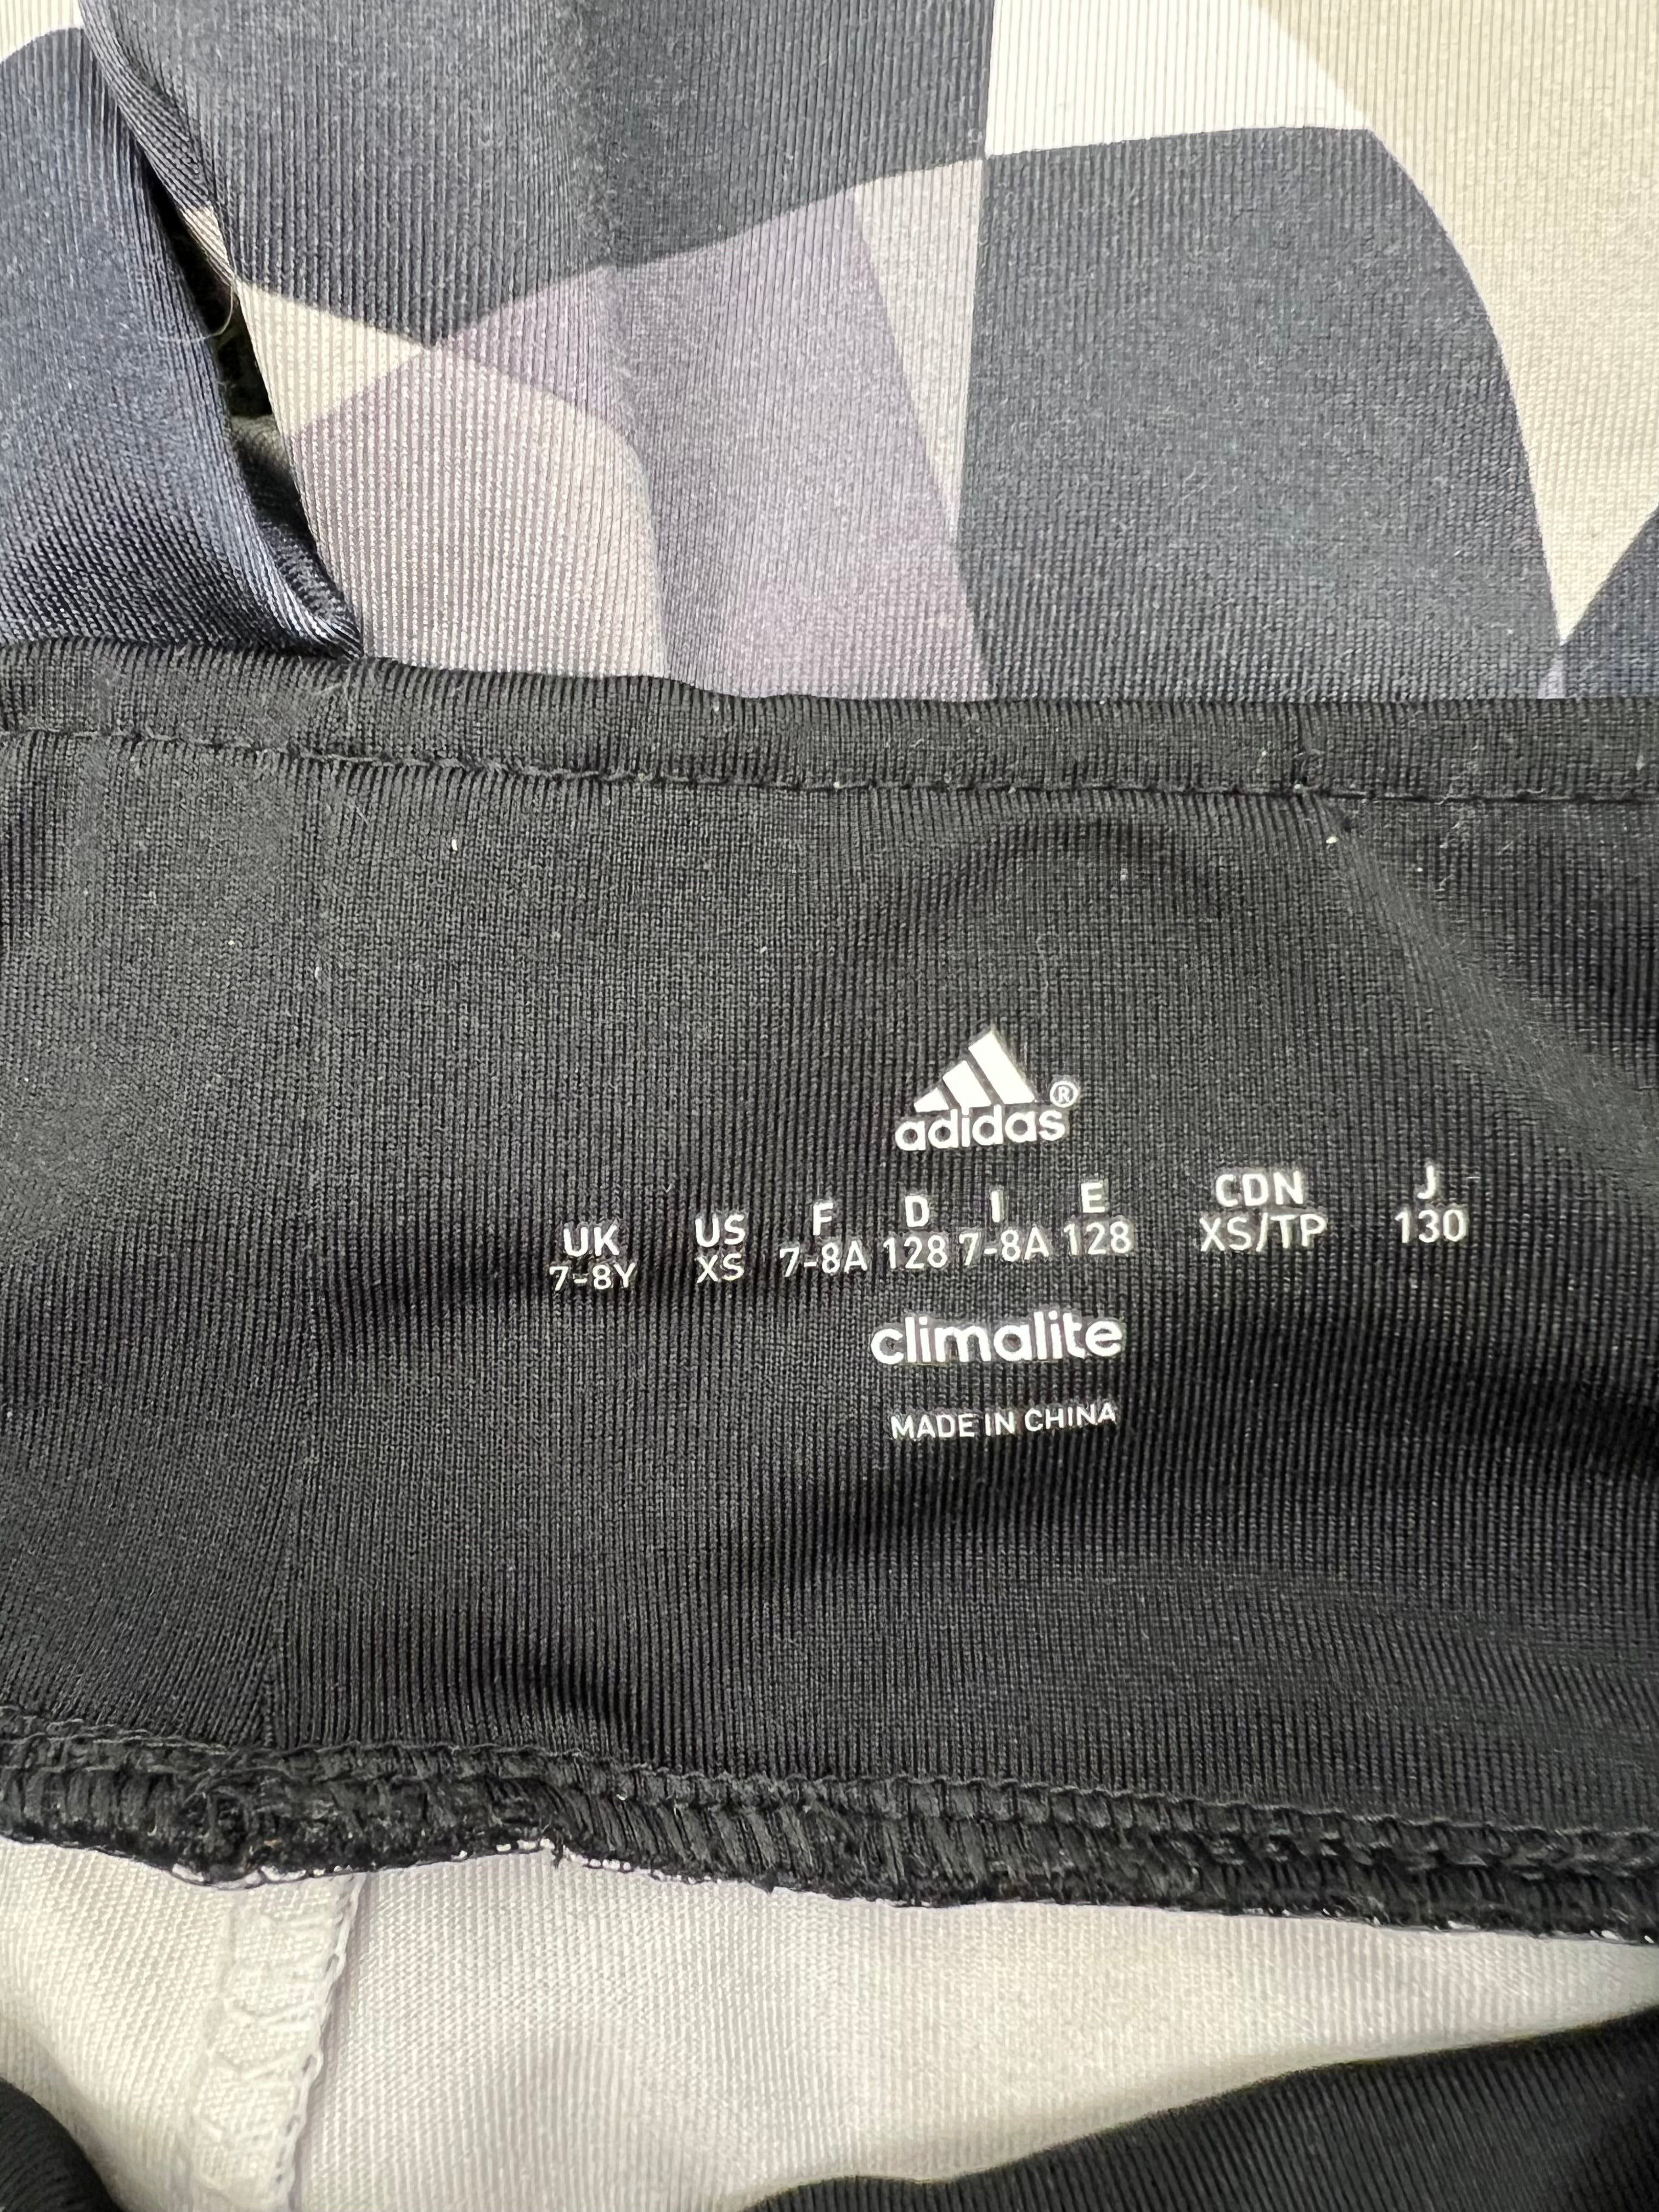 adidas®
UK US F D I E CDN J
7-8Y XS 7-8A 128 7-8A 128 XS/TP 130
climalite
MADE IN CHINA